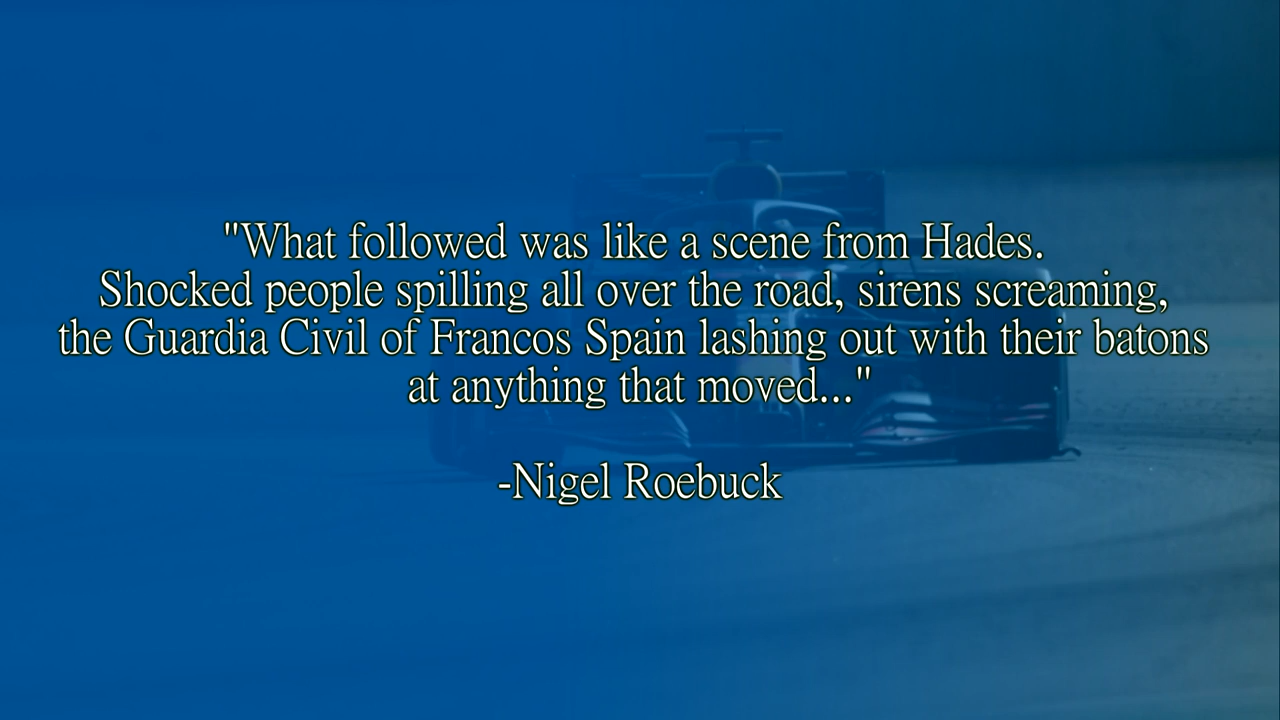 "What followed was like a scene from Hades.
Shocked people spilling all over the road, sirens screaming,
the Guardia Civil of Francos Spain lashing out with their batons
at anything that moved..."
-Nigel Roebuck